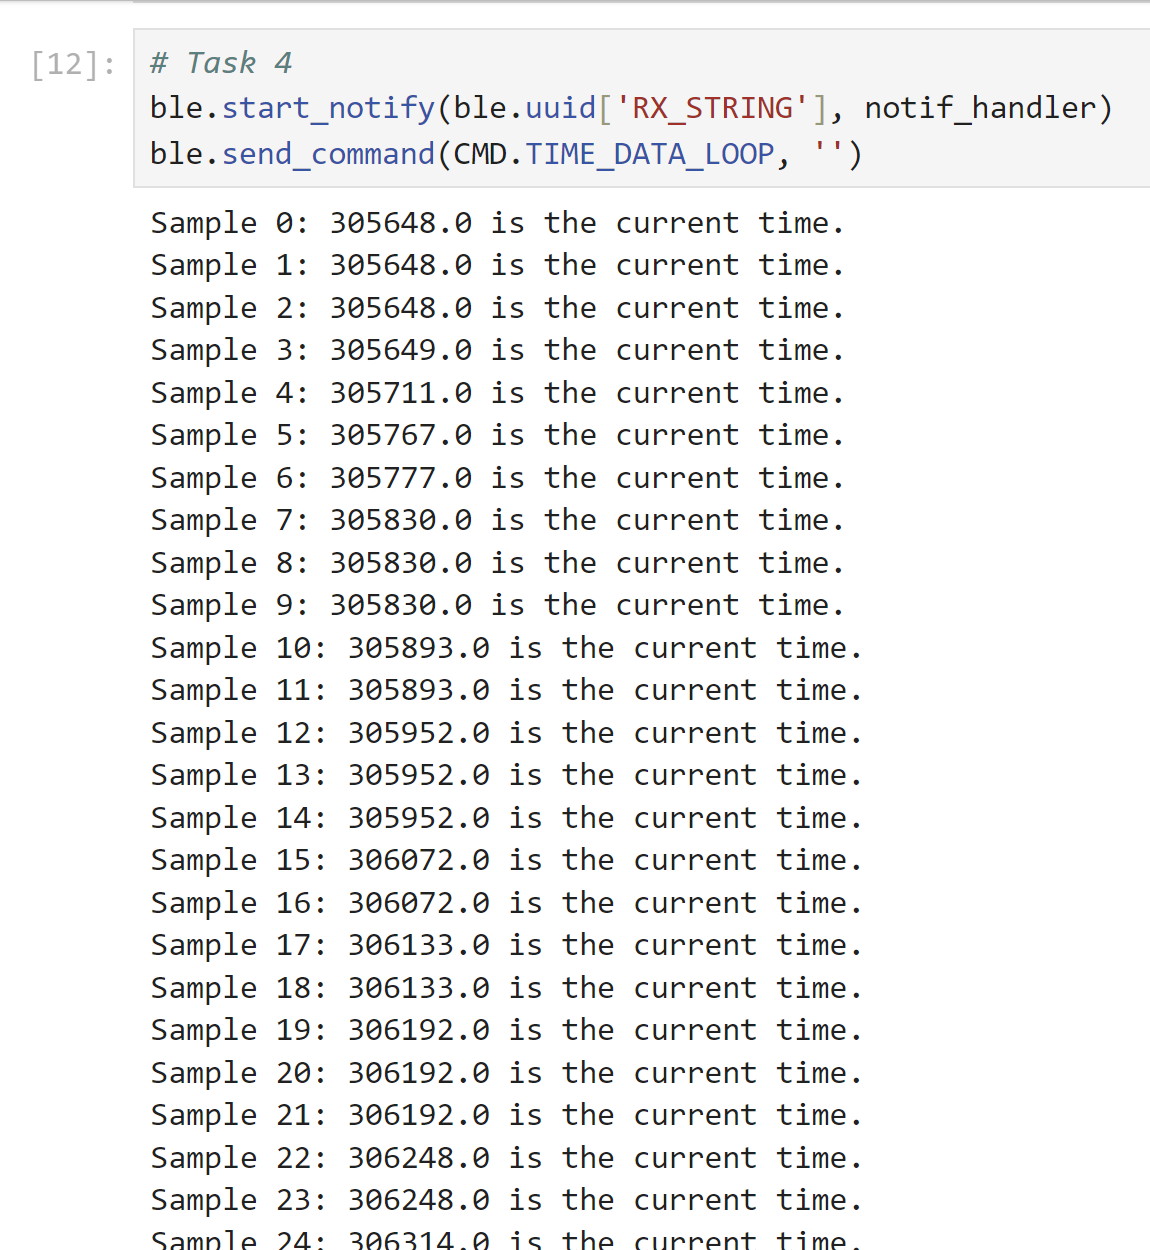 [12]:
# Task 4
ble.start_notify(ble.uuid['RX_STRING'], notif_handler)
ble.send_command(CMD.TIME_DATA_LOOP, '')
Sample 0: 305648.0 is the current time.
Sample 1: 305648.0 is the current time.
Sample 2: 305648.0 is the current time.
Sample 3: 305649.0 is the current time.
Sample 4: 305711.0 is the current time.
Sample 5: 305767.0 is the current time.
Sample 6: 305777.0 is the current time.
Sample 7: 305830.0 is the current time.
Sample 8: 305830.0 is the current time.
Sample 9: 305830.0 is the current time.
Sample 10: 305893.0 is the current time.
Sample 11: 305893.0 is the current time.
Sample 12: 305952.0 is the current time.
Sample 13: 305952.0 is the current time.
Sample 14: 305952.0 is the current time.
Sample 15: 306072.0 is the current time.
Sample 16: 306072.0 is the current time.
Sample 17: 306133.0 is the current time.
Sample 18: 306133.0 is the current time.
Sample 19: 306192.0 is the current time.
Sample 20: 306192.0 is the current time.
Sample 21: 306192.0 is the current time.
Sample 22: 306248.0 is the current time.
Sample 23: 306248.0 is the current time.
Sample 24: 306314.0 is the current time.